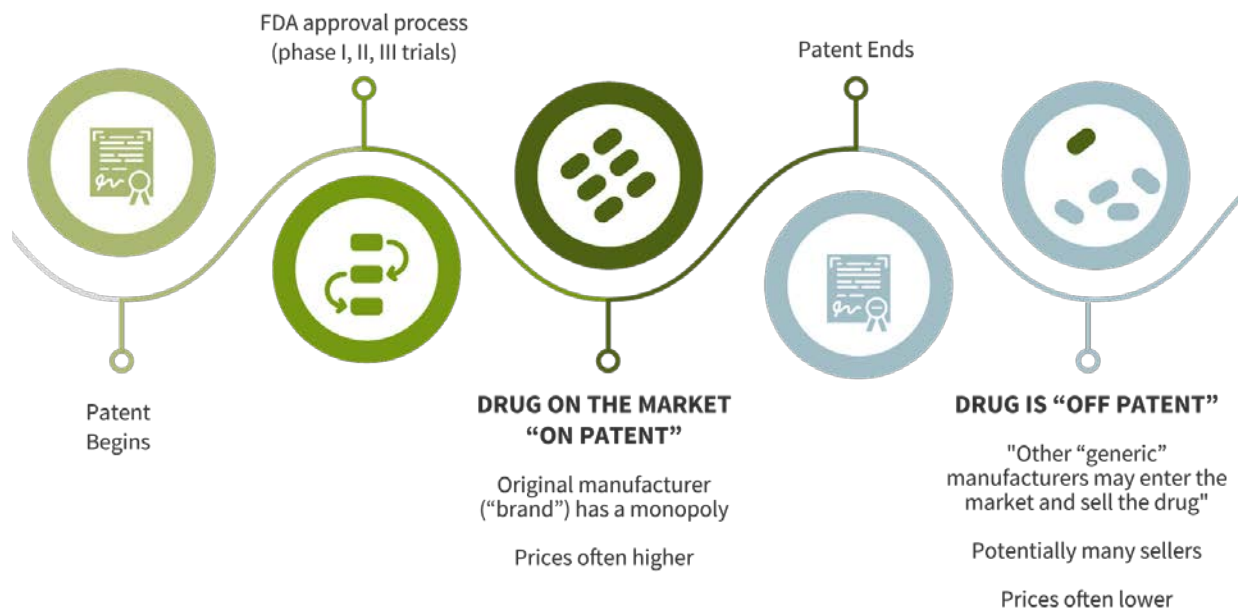 FDA approval process
(phase I, II, III trials)
Patent Ends
Patent
Begins
DRUG ON THE MARKET
“ON PATENT”
Original manufacturer
(“brand”) has a monopoly
Prices often higher
DRUG IS “OFF PATENT”
"Other “generic”
manufacturers may enter the
market and sell the drug"
Potentially many sellers
Prices often lower